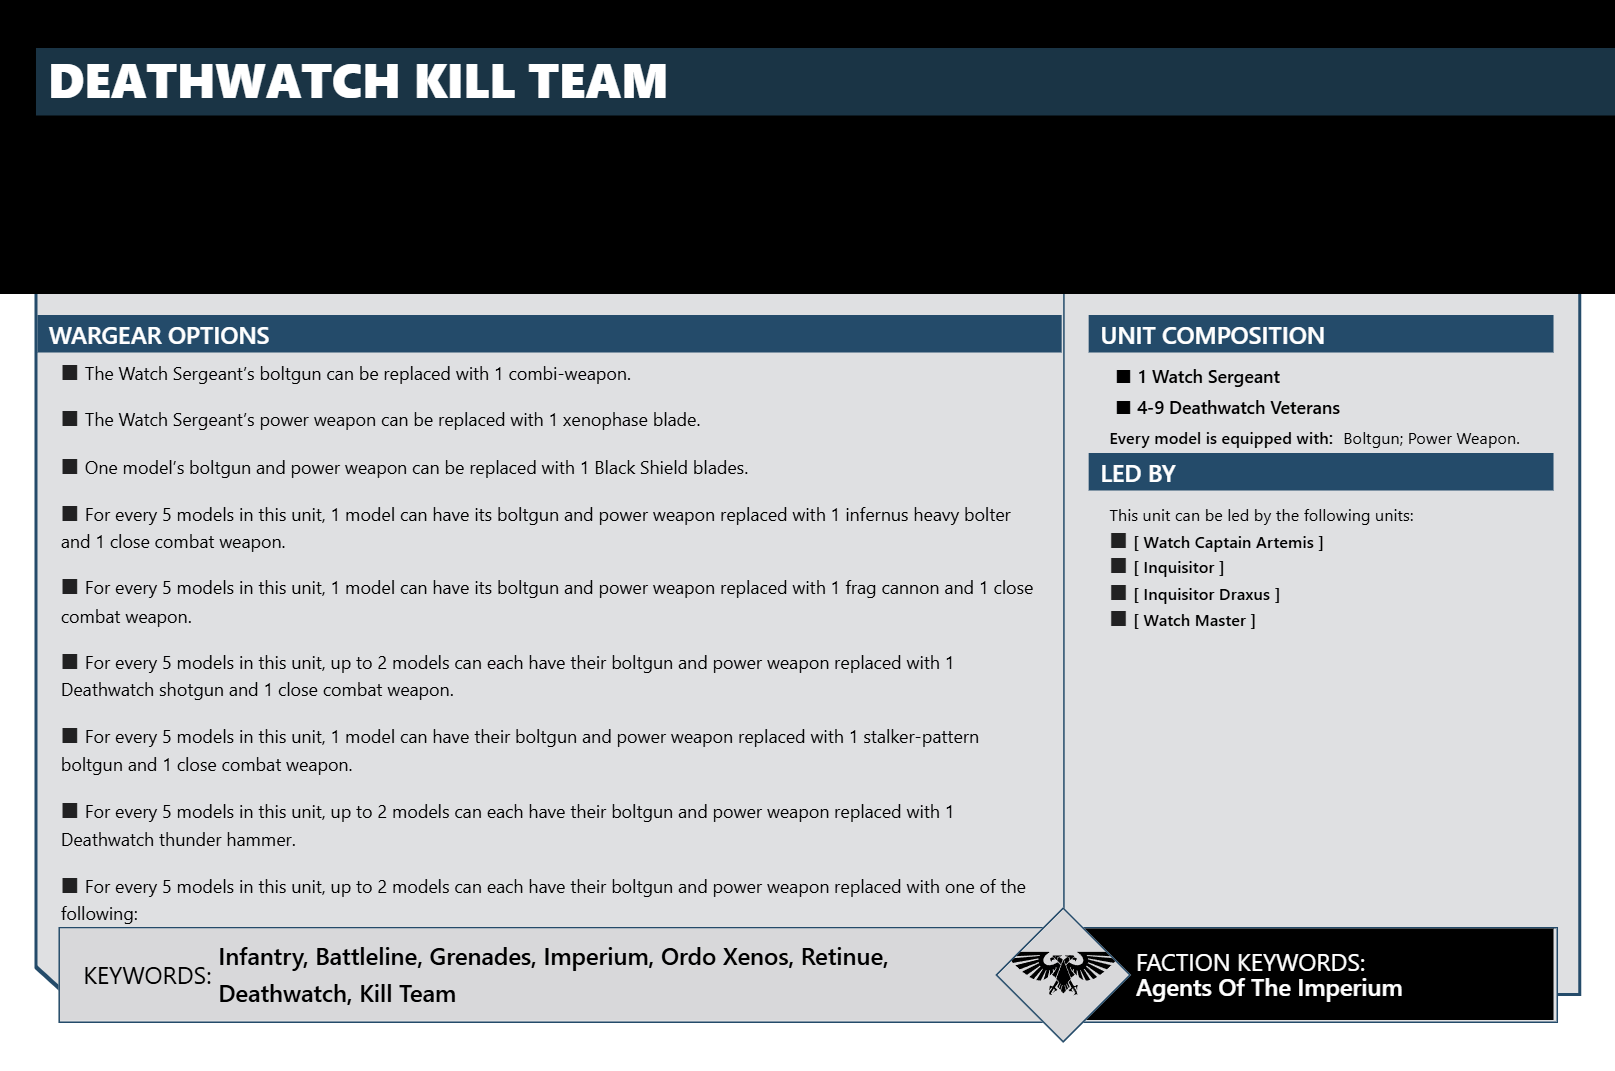 DEATHWATCH KILL TEAM
WARGEAR OPTIONS
■ The Watch Sergeant’s boltgun can be replaced with 1 combi-weapon.
■ The Watch Sergeant’s power weapon can be replaced with 1 xenophase blade.
■ One model’s boltgun and power weapon can be replaced with 1 Black Shield blades.
■ For every 5 models in this unit, 1 model can have its boltgun and power weapon replaced with 1 infernus heavy bolter
and 1 close combat weapon.
■ For every 5 models in this unit, 1 model can have its boltgun and power weapon replaced with 1 frag cannon and 1 close
combat weapon.
■ For every 5 models in this unit, up to 2 models can each have their boltgun and power weapon replaced with 1
Deathwatch shotgun and 1 close combat weapon.
■ For every 5 models in this unit, 1 model can have their boltgun and power weapon replaced with 1 stalker-pattern
boltgun and 1 close combat weapon.
■ For every 5 models in this unit, up to 2 models can each have their boltgun and power weapon replaced with 1
Deathwatch thunder hammer.
■ For every 5 models in this unit, up to 2 models can each have their boltgun and power weapon replaced with one of the
following:
UNIT COMPOSITION
■ 1 Watch Sergeant
■ 4-9 Deathwatch Veterans
Every model is equipped with: Boltgun; Power Weapon.
LED BY
This unit can be led by the following units:
■ [ Watch Captain Artemis ]
■ [ Inquisitor ]
■ [ Inquisitor Draxus ]
■ [ Watch Master ]
KEYWORDS: Infantry, Battleline, Grenades, Imperium, Ordo Xenos, Retinue,
Deathwatch, Kill Team
FACTION KEYWORDS:
Agents Of The Imperium